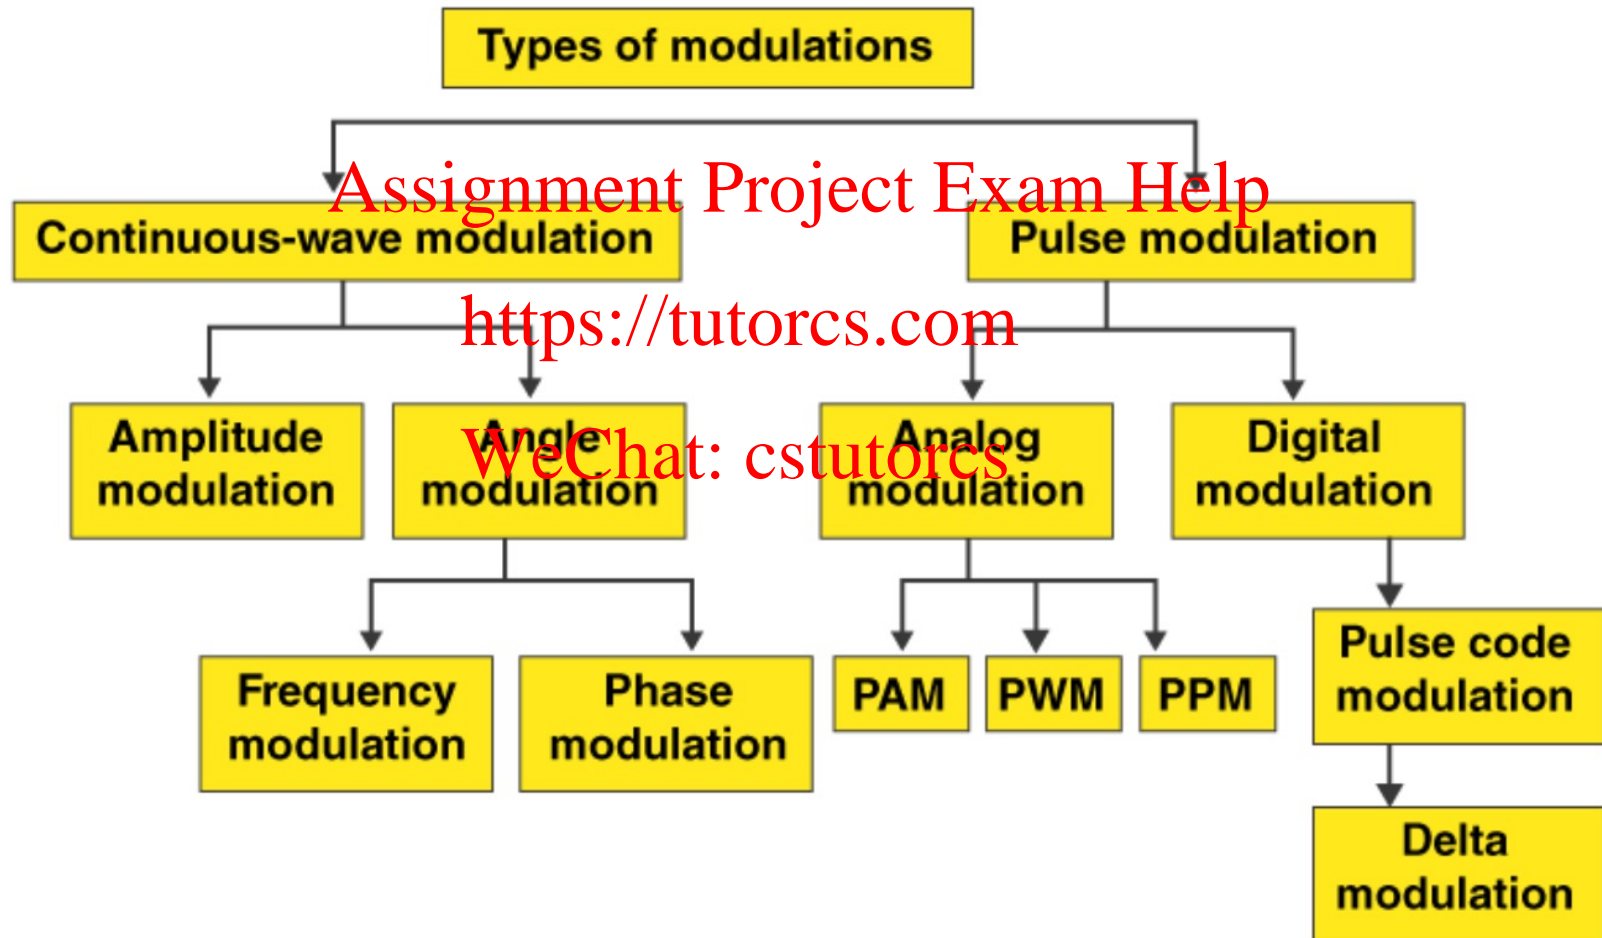 Types of modulations
Assignment Project Exam Help
Continuous-wave modulation
Pulse modulation
https://tutorcs.com
Amplitude
modulation
Angle
modulation
Analog
modulation
Digital
modulation
WeChat: cstutorcs
Frequency
modulation
Phase
modulation
PAM
PWM
PPM
Pulse code
modulation
Delta
modulation